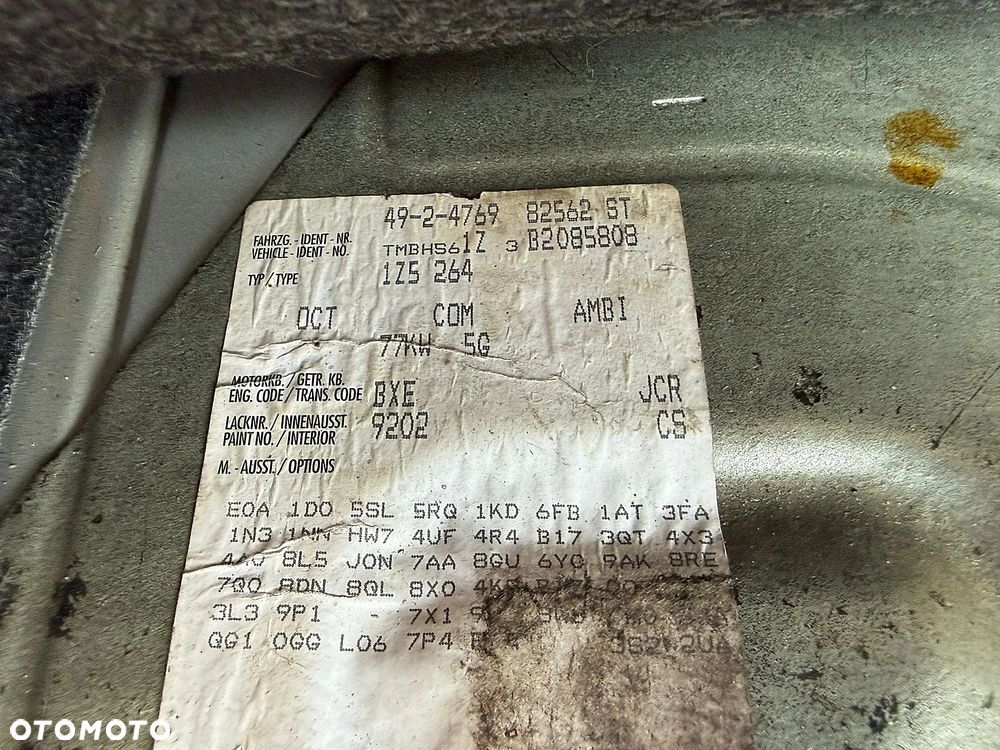 49-2-4769 82562 ST
FAHRZG.-IDENT-NR.
VEHICLE-IDENT-NO. TMBHS61Z 3 B2085808
TYP/TYPE 1Z5 264
OCT COM AMBI
77KW 5G
MOTORKB./GETR. KB.
ENG. CODE/TRANS. CODE BXE JCR
LACKNR./INNENAUSST.
PAINT NO./INTERIOR 9202 CS
M.-AUSST./OPTIONS
E0A 1D0 5SL 5RQ 1KD 6FB 1AT 3FA
1N3 1NN HW7 4UF 4R4 B17 3QT 4X3
8L5 J0N 7AA 8GU 6YC 9AK 8RE
7Q0 8DN 8QL 8X0
3L3 9P1 - 7X1
QG1 0GG L06 7P4
OTOMOTO